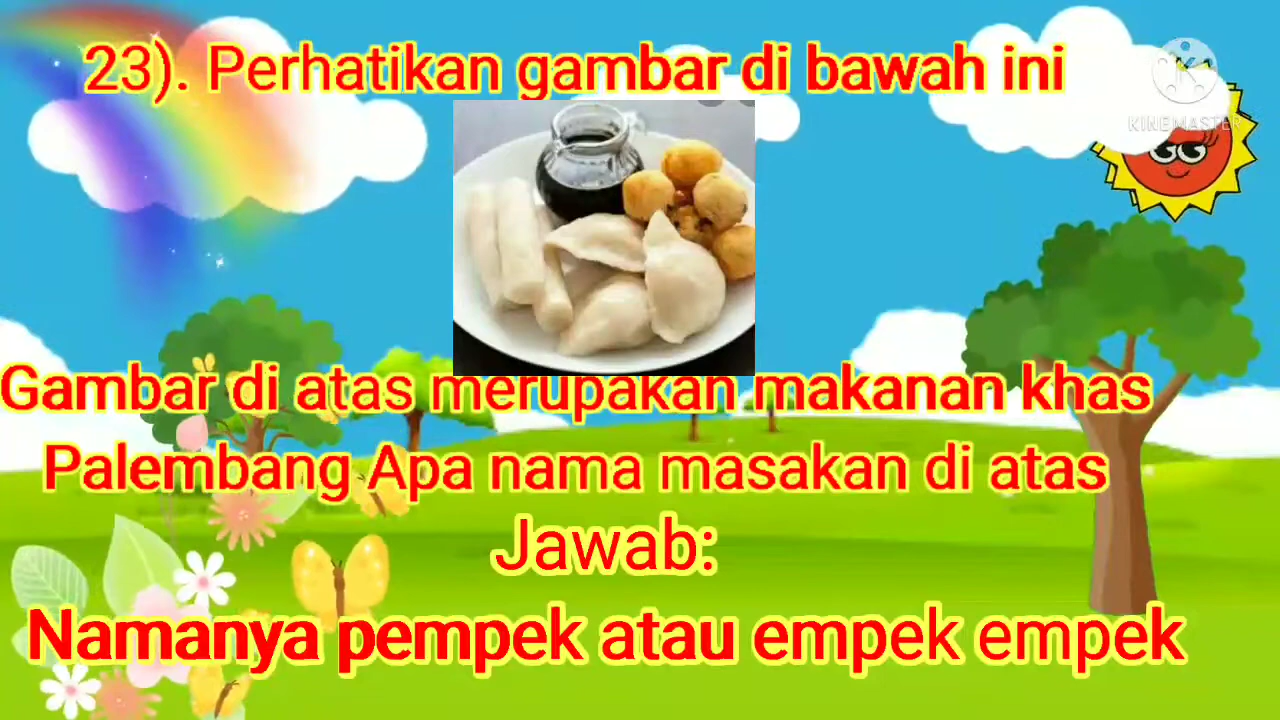 23). Perhatikan gambar di bawah ini
KINEMASTER
Gambar di atas merupakan makanan khas
Palembang Apa nama masakan di atas
Jawab:
Namanya pempek atau empek empek